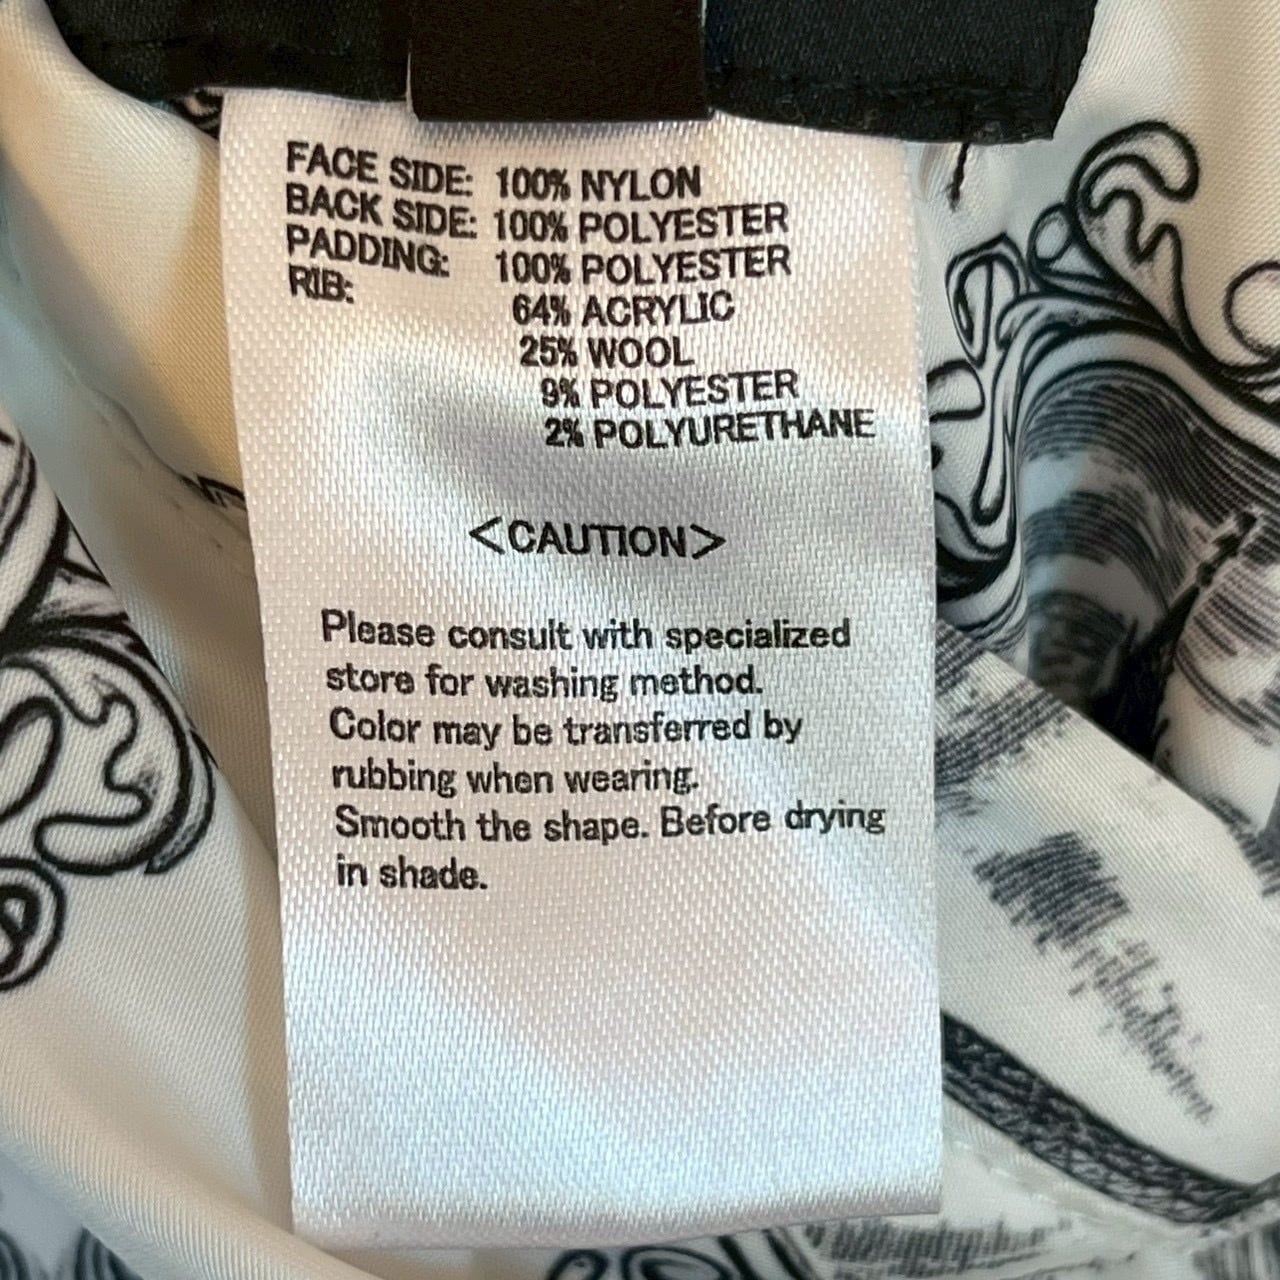 FACE SIDE: 100% NYLON
BACK SIDE: 100% POLYESTER
PADDING: 100% POLYESTER
RIB: 64% ACRYLIC
25% WOOL
9% POLYESTER
2% POLYURETHANE
<CAUTION>
Please consult with specialized
store for washing method.
Color may be transferred by
rubbing when wearing.
Smooth the shape. Before drying
in shade.